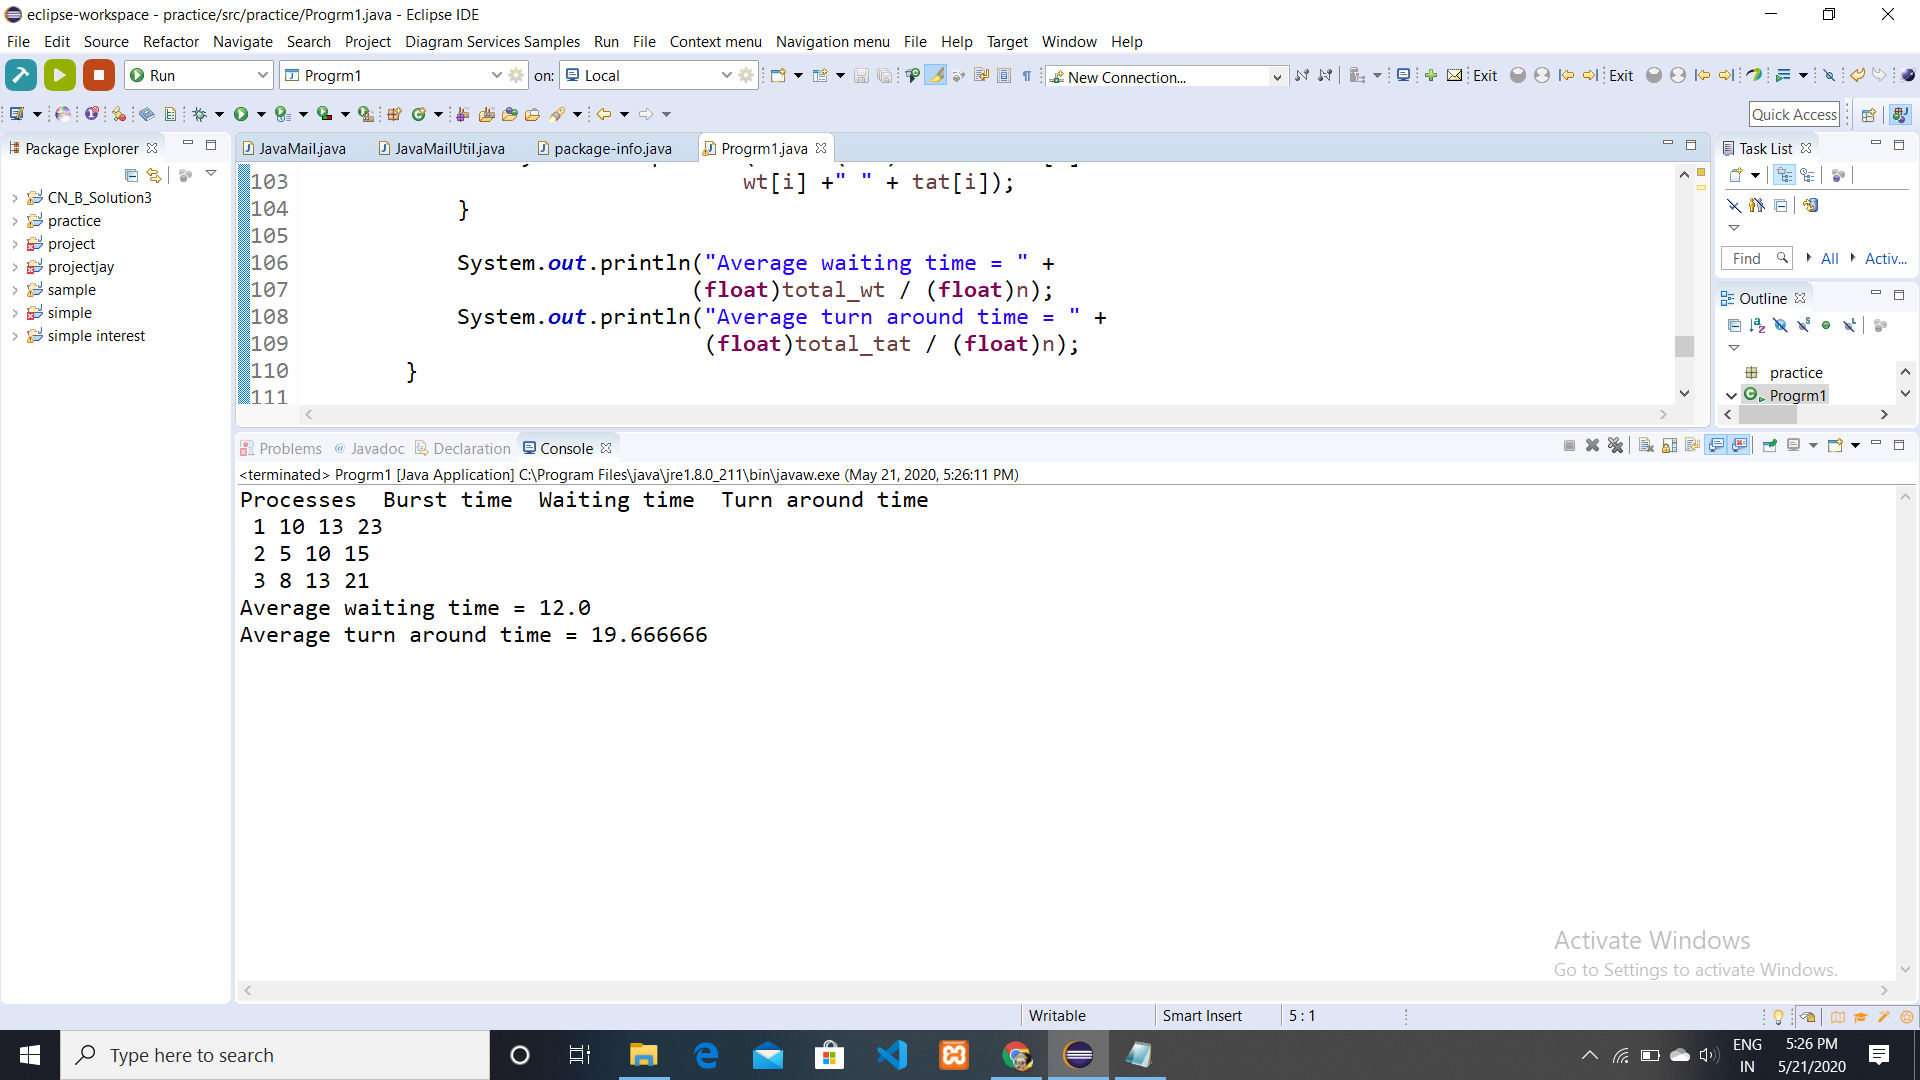 eclipse-workspace - practice/src/practice/Progrm1.java - Eclipse IDE
File Edit Source Refactor Navigate Search Project Diagram Services Samples Run File Context menu Navigation menu File Help Target Window Help
Run Progrm1 on: Local New Connection... Exit Exit
Quick Access
Package Explorer
CN_B_Solution3
practice
project
projectjay
sample
simple
simple interest
JavaMail.java JavaMailUtil.java package-info.java Progrm1.java
103 wt[i] +" " + tat[i]);
104 }
105
106 System.out.println("Average waiting time = " +
107 (float)total_wt / (float)n);
108 System.out.println("Average turn around time = " +
109 (float)total_tat / (float)n);
110 }
111
Task List
Find All Activ...
Outline
practice
Progrm1
Problems Javadoc Declaration Console
<terminated> Progrm1 [Java Application] C:\Program Files\java\jre1.8.0_211\bin\javaw.exe (May 21, 2020, 5:26:11 PM)
Processes Burst time Waiting time Turn around time
1 10 13 23
2 5 10 15
3 8 13 21
Average waiting time = 12.0
Average turn around time = 19.666666
Activate Windows
Go to Settings to activate Windows.
Writable Smart Insert 5 : 1
Type here to search
ENG
IN
5:26 PM
5/21/2020